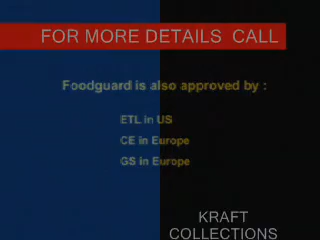 FOR MORE DETAILS CALL
Foodguard is also approved by :
ETL in US
CE in Europe
GS in Europe
KRAFT
COLLECTIONS